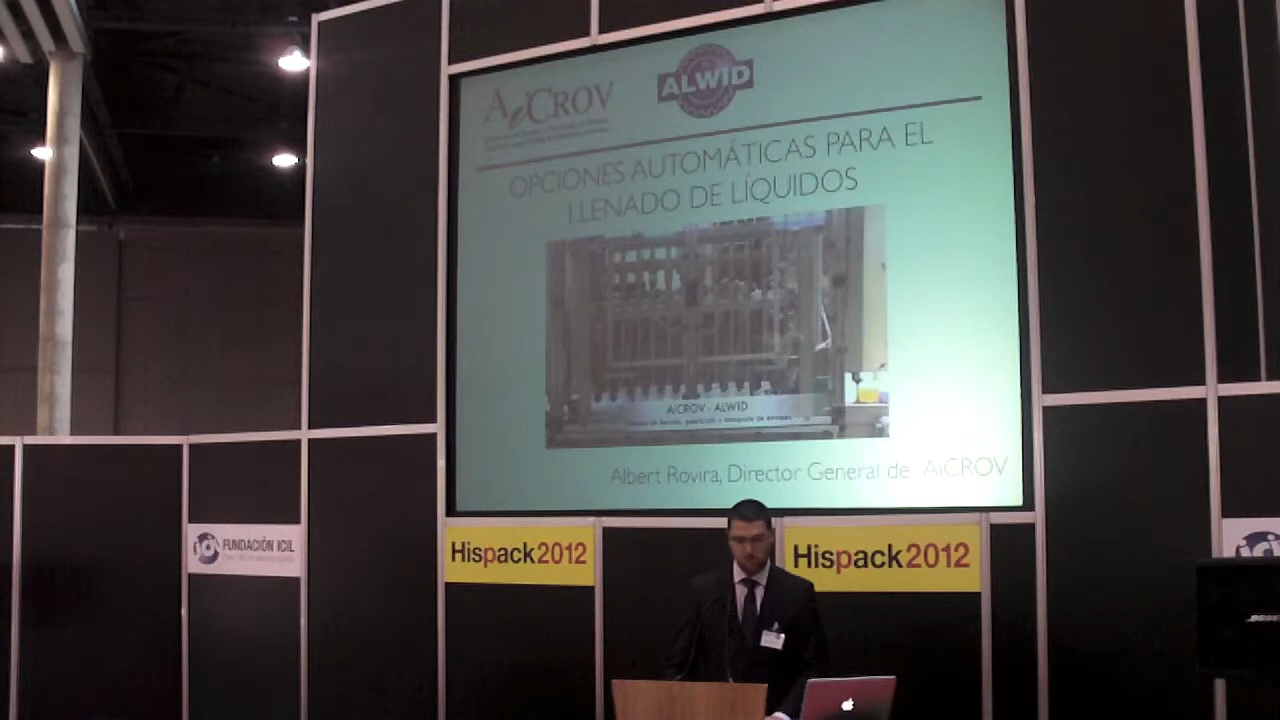 AiCROV
ALWID
OPCIONES AUTOMÁTICAS PARA EL
LLENADO DE LÍQUIDOS
AiCROV - ALWID
Albert Rovira, Director General de AiCROV
FUNDACIÓN ICIL
Hispack2012
Hispack2012
BOSE